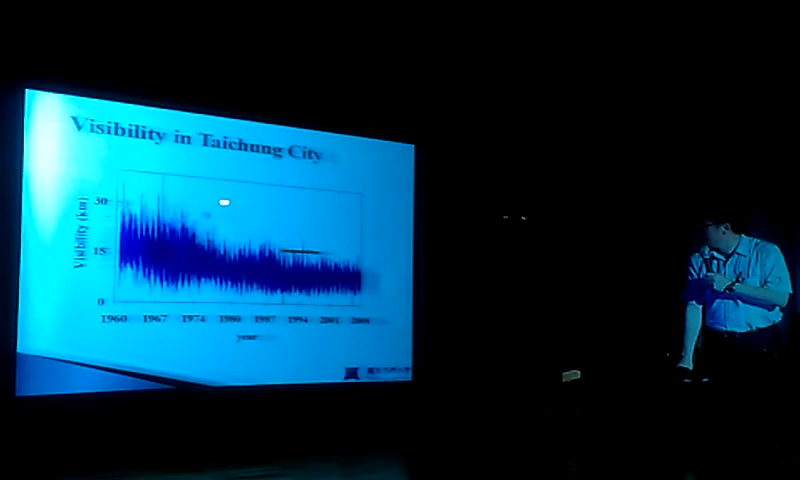 Visibility in Taichung City
Visibility (km)
30
15
0
1960 1967 1974 1980 1987 1994 2001 2008
year